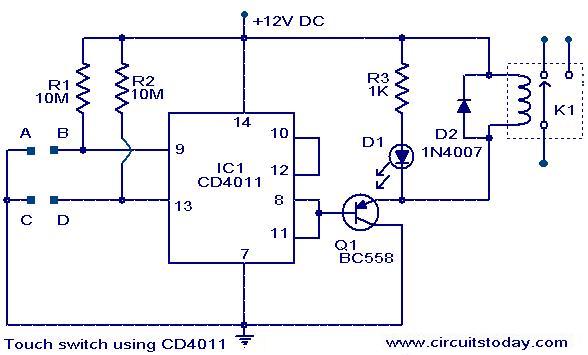 +12V DC
R1
10M
R2
10M
R3
1K
K1
A
B
14
10
D1
D2
1N4007
9
IC1
CD4011
12
C
D
13
8
11
Q1
BC558
7
Touch switch using CD4011
www.circuitstoday.com